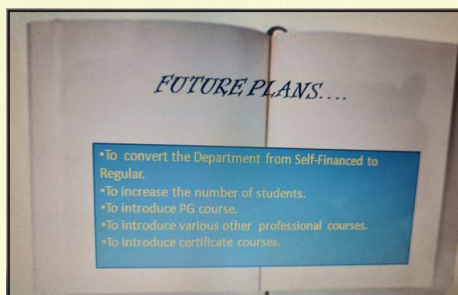 FUTURE PLANS....
•To convert the Department from Self-Financed to
Regular.
•To increase the number of students.
•To introduce PG course.
•To introduce various other professional courses.
•To introduce certificate courses.